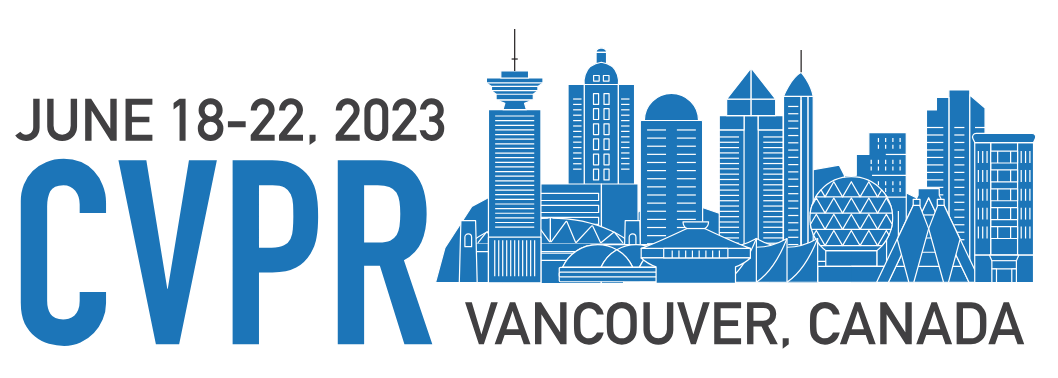 JUNE 18-22, 2023
CVPR
VANCOUVER, CANADA